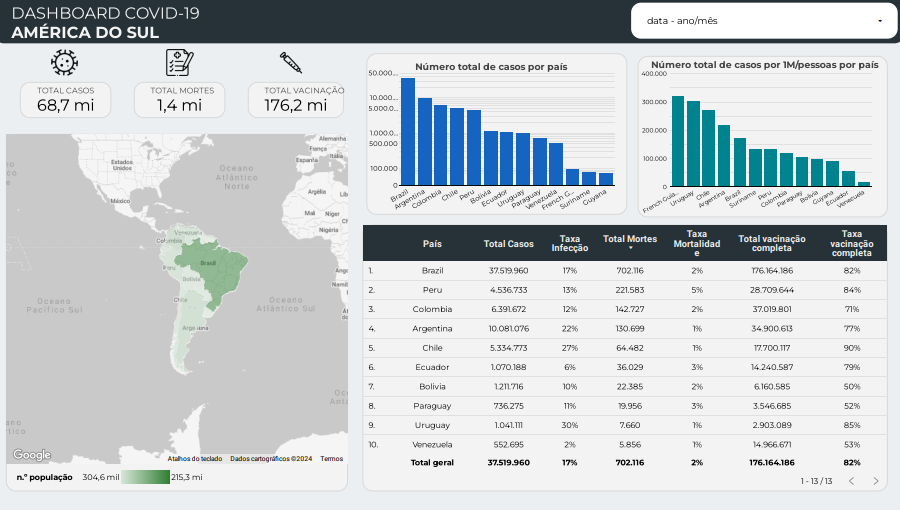 DASHBOARD COVID-19
AMÉRICA DO SUL
data - ano/mês
TOTAL CASOS
68,7 mi
TOTAL MORTES
1,4 mi
TOTAL VACINAÇÃO
176,2 mi
Número total de casos por país
50.000...
10.000...
5.000.0...
1.000.0...
500.000
100.000
0
Brazil
Argentina
Colombia
Chile
Peru
Bolivia
Ecuador
Uruguay
Paraguay
Venezuela
French G...
Suriname
Guyana
Número total de casos por 1M/pessoas por país
400.000
300.000
200.000
100.000
0
French Guia...
Uruguay
Chile
Argentina
Brazil
Suriname
Peru
Colombia
Paraguay
Bolivia
Guyana
Ecuador
Venezuela
Estados
Unidos
México
Oceano
Atlântico
Norte
Alemanha
França
Itália
Espanha
Argélia
Mali
Níger
Nigéria
Venezuela
Colombia
Brasil
Peru
Bolivia
Chile
Argentina
Oceano
Pacífico Sul
Oceano
Atlântico Sul
Google
Atalhos do teclado Dados cartográficos ©2024 Termos
n.º população 304,6 mil 215,3 mi
País Total Casos Taxa Infecção Total Mortes Taxa Mortalidade Total vacinação completa Taxa vacinação completa
1. Brazil 37.519.960 17% 702.116 2% 176.164.186 82%
2. Peru 4.536.733 13% 221.583 5% 28.709.644 84%
3. Colombia 6.391.672 12% 142.727 2% 37.019.801 71%
4. Argentina 10.081.076 22% 130.699 1% 34.900.613 77%
5. Chile 5.334.773 27% 64.482 1% 17.700.117 90%
6. Ecuador 1.070.188 6% 36.029 3% 14.240.587 79%
7. Bolivia 1.211.716 10% 22.385 2% 6.160.585 50%
8. Paraguay 736.275 11% 19.956 3% 3.546.685 52%
9. Uruguay 1.041.111 30% 7.660 1% 2.903.089 85%
10. Venezuela 552.695 2% 5.856 1% 14.966.671 53%
Total geral 37.519.960 17% 702.116 2% 176.164.186 82%
1 - 13 / 13